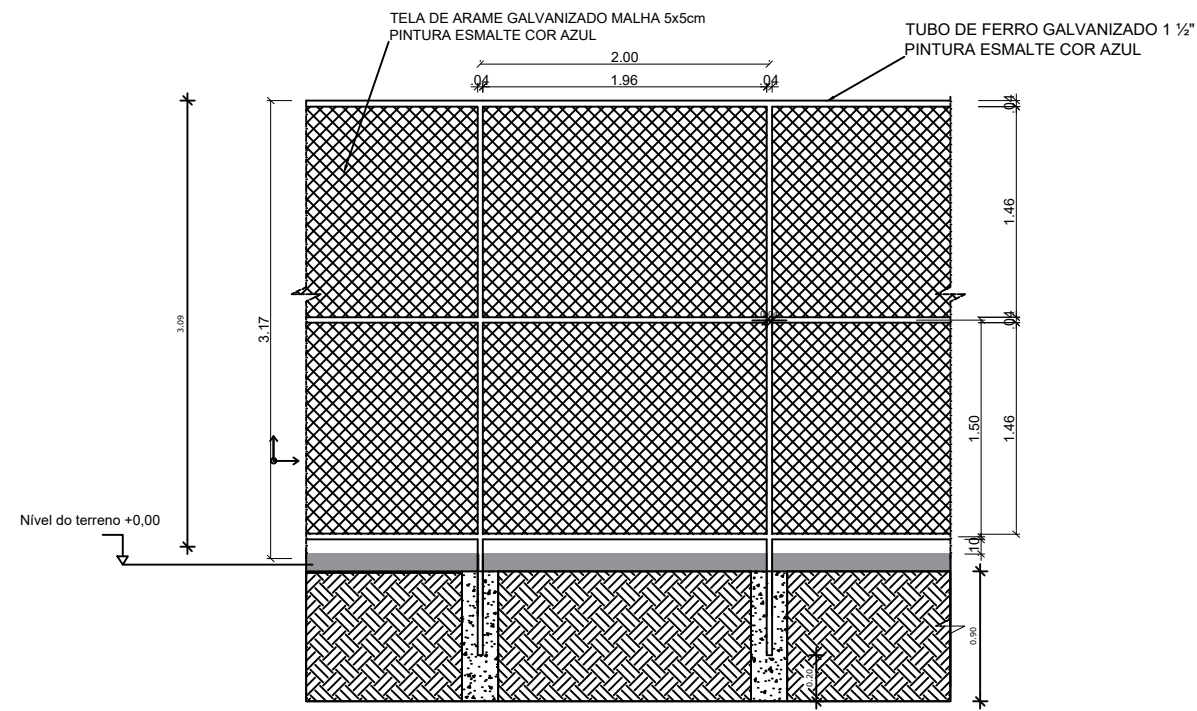 TELA DE ARAME GALVANIZADO MALHA 5x5cm
PINTURA ESMALTE COR AZUL
TUBO DE FERRO GALVANIZADO 1 ½"
PINTURA ESMALTE COR AZUL
2.00
.04
1.96
.04
.04
1.46
3.09
3.17
.04
1.50
1.46
Nível do terreno +0,00
.10
0.90
0.20